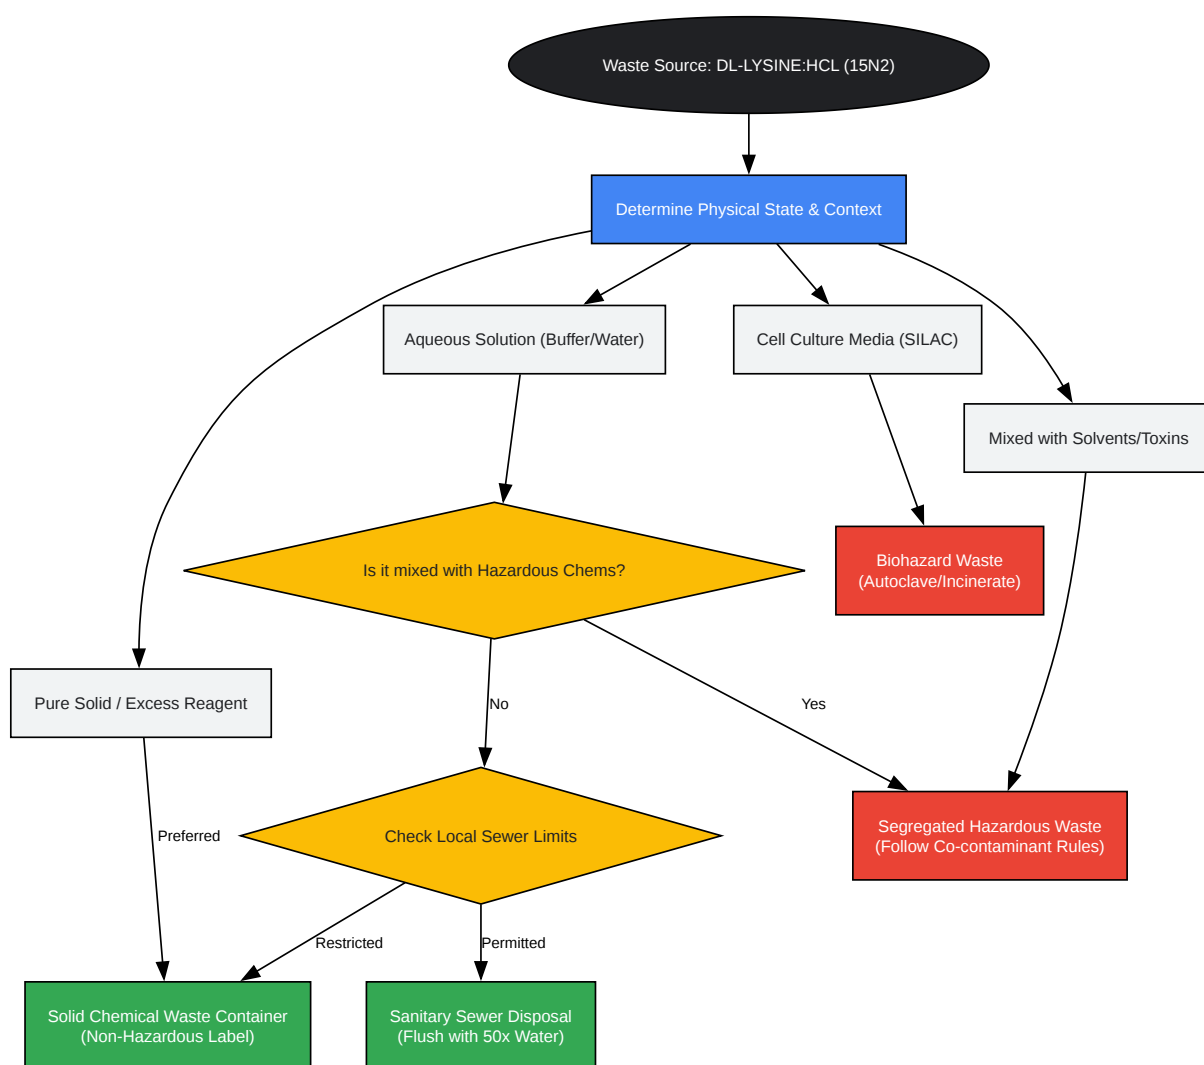 Waste Source: DL-LYSINE:HCL (15N2)
Determine Physical State & Context
Aqueous Solution (Buffer/Water)
Cell Culture Media (SILAC)
Mixed with Solvents/Toxins
Is it mixed with Hazardous Chems?
Biohazard Waste
(Autoclave/Incinerate)
Pure Solid / Excess Reagent
No
Yes
Preferred
Check Local Sewer Limits
Segregated Hazardous Waste
(Follow Co-contaminant Rules)
Restricted
Permitted
Solid Chemical Waste Container
(Non-Hazardous Label)
Sanitary Sewer Disposal
(Flush with 50x Water)